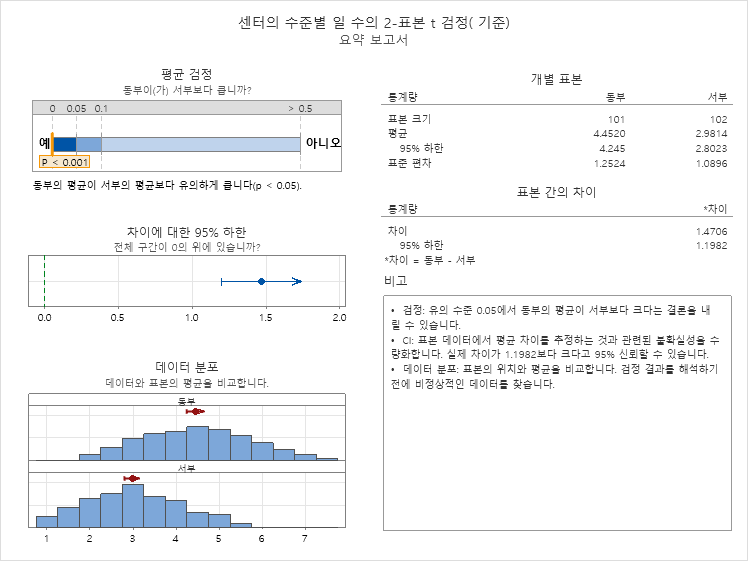 센터의 수준별 일 수의 2-표본 t 검정( 기준)
요약 보고서
평균 검정
동부이(가) 서부보다 큽니까?
0 0.05 0.1 > 0.5
예 아니오
P < 0.001
동부의 평균이 서부의 평균보다 유의하게 큽니다(p < 0.05).
차이에 대한 95% 하한
전체 구간이 0의 위에 있습니까?
0.0 0.5 1.0 1.5 2.0
데이터 분포
데이터와 표본의 평균을 비교합니다.
동부
서부
1 2 3 4 5 6 7
개별 표본
통계량 동부 서부
표본 크기 101 102
평균 4.4520 2.9814
95% 하한 4.245 2.8023
표준 편차 1.2524 1.0896
표본 간의 차이
통계량 *차이
차이 1.4706
95% 하한 1.1982
*차이 = 동부 - 서부
비고
• 검정: 유의 수준 0.05에서 동부의 평균이 서부보다 크다는 결론을 내
릴 수 있습니다.
• CI: 표본 데이터에서 평균 차이를 추정하는 것과 관련된 불확실성을 수
량화합니다. 실제 차이가 1.1982보다 크다고 95% 신뢰할 수 있습니다.
• 데이터 분포: 표본의 위치와 평균을 비교합니다. 검정 결과를 해석하기
전에 비정상적인 데이터를 찾습니다.